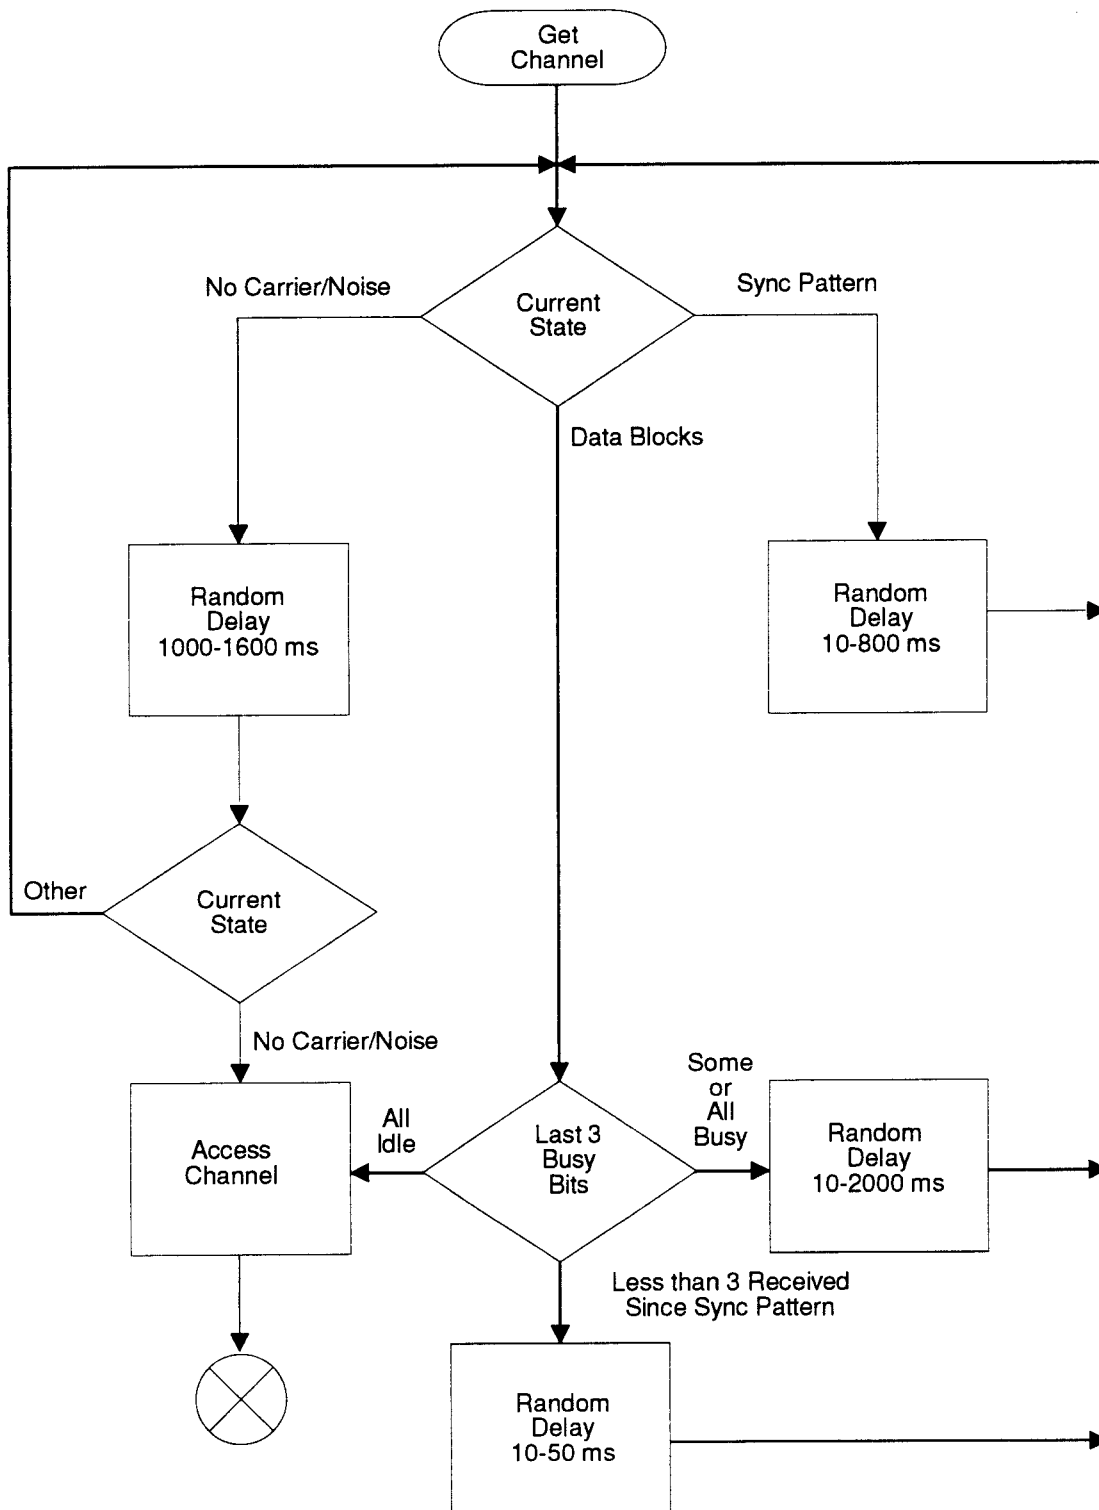 Get
Channel
No Carrier/Noise
Sync Pattern
Current
State
Data Blocks
Random
Delay
1000-1600 ms
Random
Delay
10-800 ms
Other
Current
State
No Carrier/Noise
Access
Channel
All
Idle
Last 3
Busy
Bits
Some
or
All
Busy
Random
Delay
10-2000 ms
Less than 3 Received
Since Sync Pattern
Random
Delay
10-50 ms